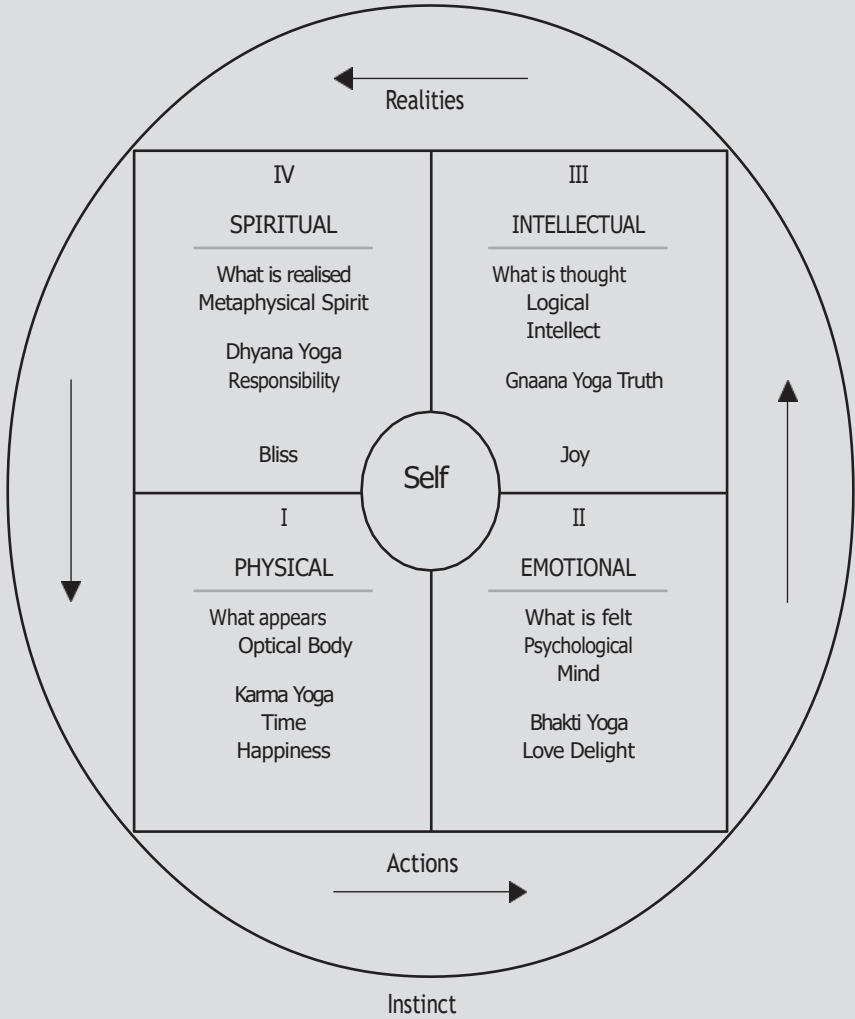 Realities
IV
SPIRITUAL
What is realised
Metaphysical Spirit
Dhyana Yoga
Responsibility
Bliss
III
INTELLECTUAL
What is thought
Logical
Intellect
Gnaana Yoga Truth
Joy
Self
I
PHYSICAL
What appears
Optical Body
Karma Yoga
Time
Happiness
II
EMOTIONAL
What is felt
Psychological
Mind
Bhakti Yoga
Love Delight
Actions
Instinct